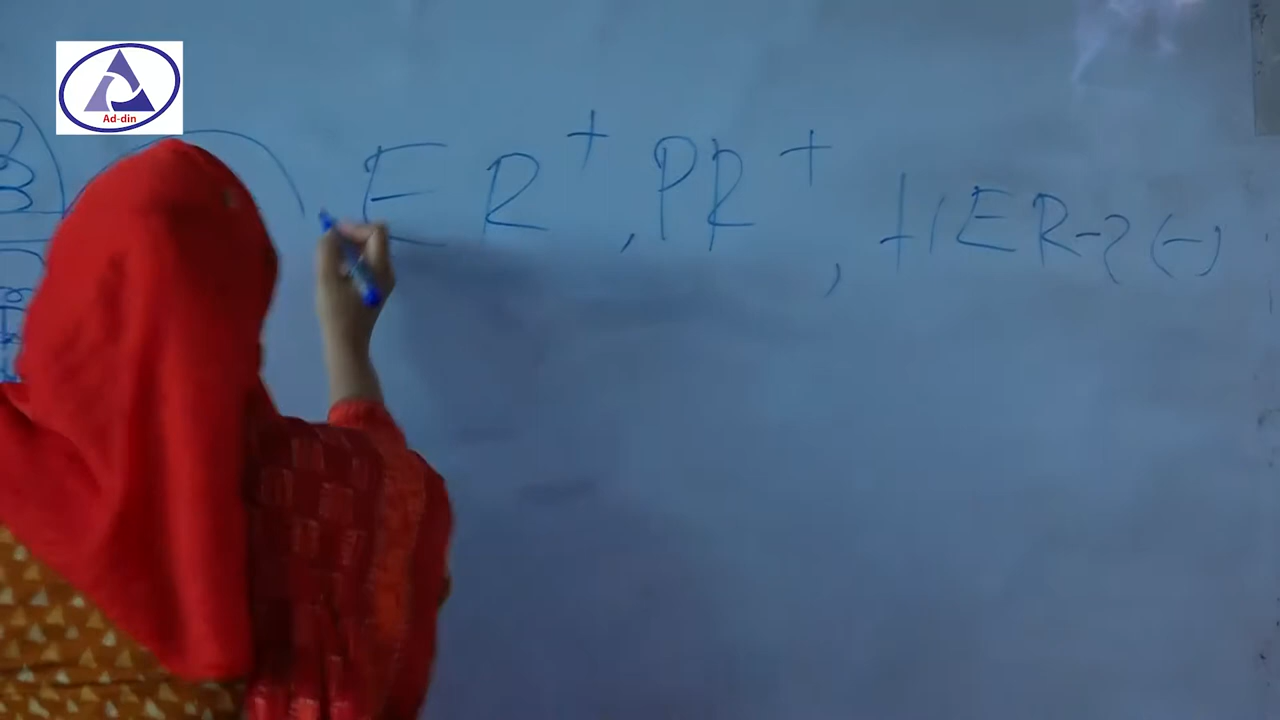 Ad-din
ER⁺, PR⁺, HER-2 (-)